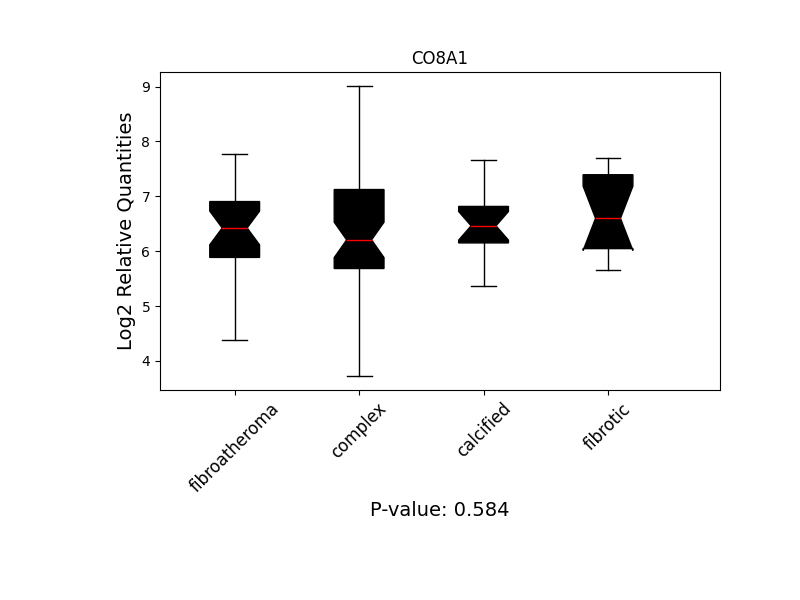 CO8A1
Log2 Relative Quantities
9
8
7
6
5
4
fibroatheroma
complex
calcified
fibrotic
P-value: 0.584